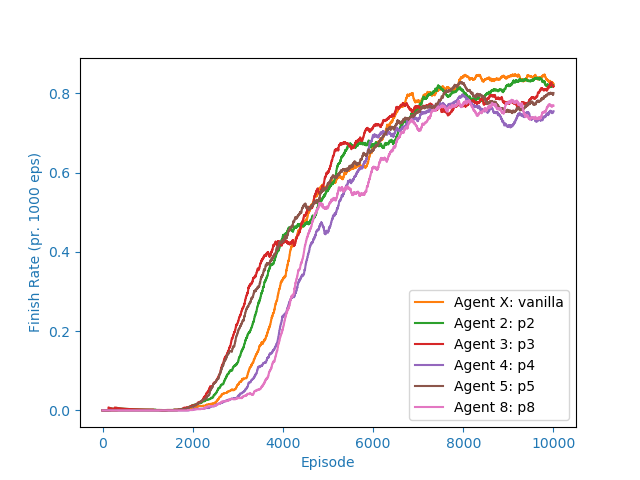 0.8
0.6
0.4
0.2
0.0
Finish Rate (pr. 1000 eps)
Agent X: vanilla
Agent 2: p2
Agent 3: p3
Agent 4: p4
Agent 5: p5
Agent 8: p8
0 2000 4000 6000 8000 10000
Episode